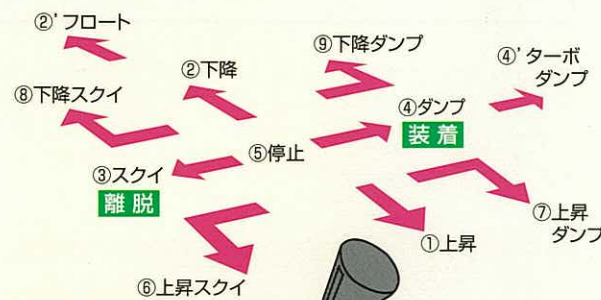 ②'フロート
⑨下降ダンプ
④'ターボ
ダンプ
②下降
⑧下降スクイ
④ダンプ
装着
⑤停止
③スクイ
離脱
⑦上昇
ダンプ
①上昇
⑥上昇スクイ